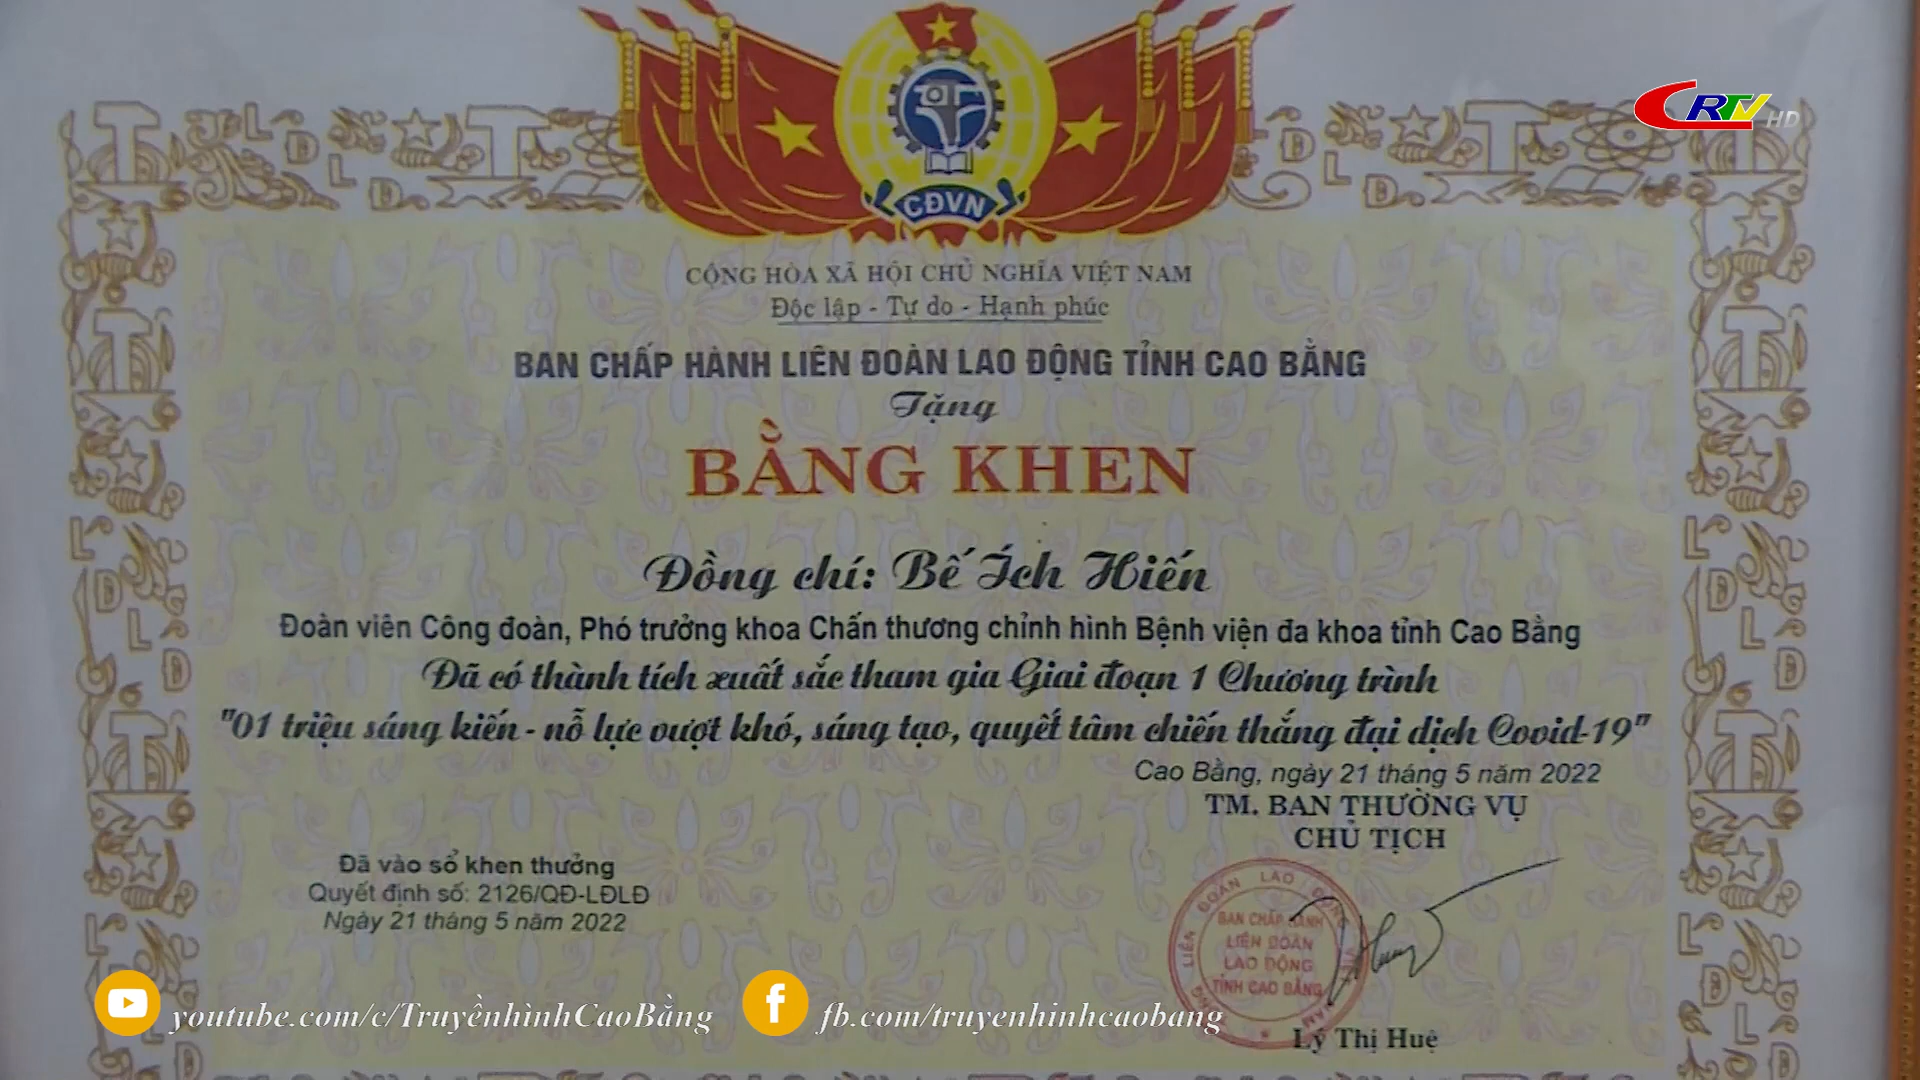 CRTV HD
CĐVN
CỘNG HÒA XÃ HỘI CHỦ NGHĨA VIỆT NAM
Độc lập - Tự do - Hạnh phúc
BAN CHẤP HÀNH LIÊN ĐOÀN LAO ĐỘNG TỈNH CAO BẰNG
Tặng
BẰNG KHEN
Đồng chí: Bế Ích Hiến
Đoàn viên Công đoàn, Phó trưởng khoa Chấn thương chỉnh hình Bệnh viện đa khoa tỉnh Cao Bằng
Đã có thành tích xuất sắc tham gia Giai đoạn 1 Chương trình
"01 triệu sáng kiến - nỗ lực vượt khó, sáng tạo, quyết tâm chiến thắng đại dịch Covid-19"
Cao Bằng, ngày 21 tháng 5 năm 2022
TM. BAN THƯỜNG VỤ
CHỦ TỊCH
Đã vào sổ khen thưởng
Quyết định số: 2126/QĐ-LĐLĐ
Ngày 21 tháng 5 năm 2022
LIÊN ĐOÀN LAO ĐỘNG VIỆT NAM
BAN CHẤP HÀNH
LIÊN ĐOÀN
LAO ĐỘNG
TỈNH CAO BẰNG
Lý Thị Huệ
youtube.com/c/TruyềnhìnhCaoBằng
fb.com/truyenhinhcaobang